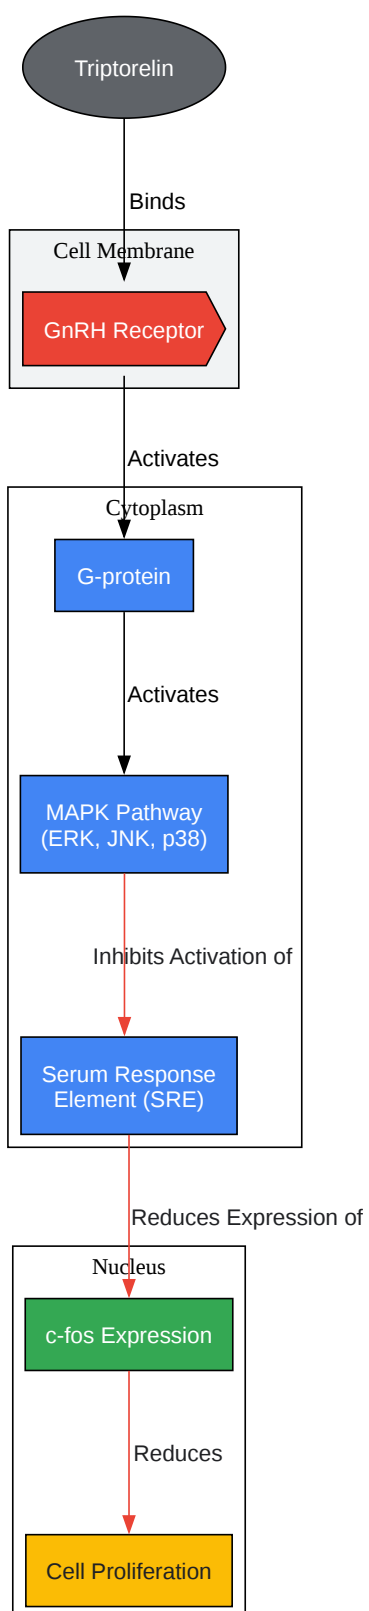 Triptorelin
Binds
Cell Membrane
GnRH Receptor
Activates
Cytoplasm
G-protein
Activates
MAPK Pathway
(ERK, JNK, p38)
Inhibits Activation of
Serum Response
Element (SRE)
Reduces Expression of
Nucleus
c-fos Expression
Reduces
Cell Proliferation